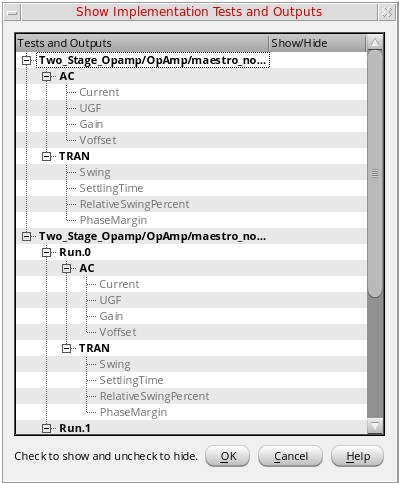 Show Implementation Tests and Outputs
Tests and Outputs Show/Hide
Two_Stage_Opamp/OpAmp/maestro_no...
AC
Current
UGF
Gain
Voffset
TRAN
Swing
SettlingTime
RelativeSwingPercent
PhaseMargin
Two_Stage_Opamp/OpAmp/maestro_no...
Run.0
AC
Current
UGF
Gain
Voffset
TRAN
Swing
SettlingTime
RelativeSwingPercent
PhaseMargin
Run.1
Check to show and uncheck to hide. OK Cancel Help